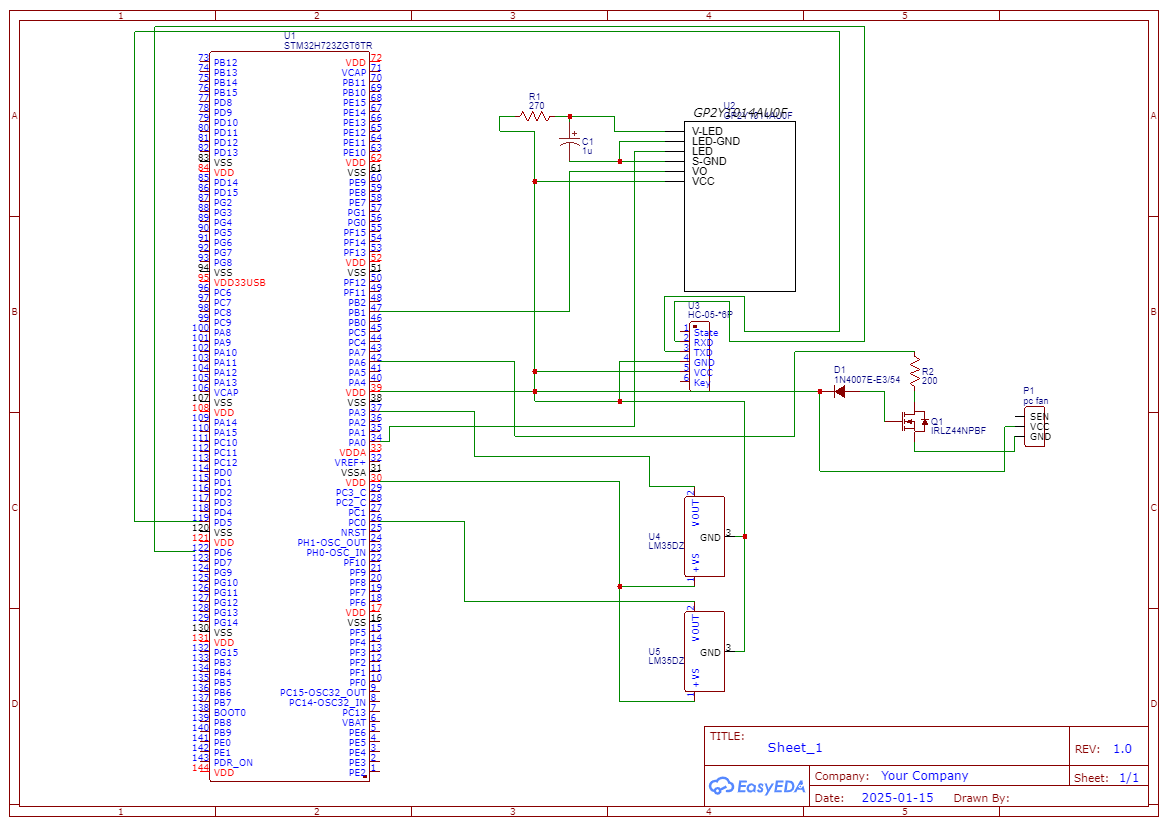 1 2 3 4 5
A
B
C
D
U1
STM32H723ZGT6TR
73 PB12 VDD 72
74 PB13 VCAP 71
75 PB14 PB11 70
76 PB15 PB10 69
77 PD8 PE15 68
78 PD9 PE14 67
79 PD10 PE13 66
80 PD11 PE12 65
81 PD12 PE11 64
82 PD13 PE10 63
83 VSS VDD 62
84 VDD VSS 61
85 PD14 PE9 60
86 PD15 PE8 59
87 PG2 PE7 58
88 PG3 PG1 57
89 PG4 PG0 56
90 PG5 PF15 55
91 PG6 PF14 54
92 PG7 PF13 53
93 PG8 VDD 52
94 VSS VSS 51
95 VDD33USB PF12 50
96 PC6 PF11 49
97 PC7 PB2 48
98 PC8 PB1 47
99 PC9 PB0 46
100 PA8 PC5 45
101 PA9 PC4 44
102 PA10 PA7 43
103 PA11 PA6 42
104 PA12 PA5 41
105 PA13 PA4 40
106 VCAP VDD 39
107 VSS VSS 38
108 VDD PA3 37
109 PA14 PA2 36
110 PA15 PA1 35
111 PC10 PA0 34
112 PC11 VDDA 33
113 PC12 VREF+ 32
114 PD0 VSSA 31
115 PD1 VDD 30
116 PD2 PC3_C 29
117 PD3 PC2_C 28
118 PD4 PC1 27
119 PD5 PC0 26
120 VSS NRST 25
121 VDD PH1-OSC_OUT 24
122 PD6 PH0-OSC_IN 23
123 PD7 PF10 22
124 PG9 PF9 21
125 PG10 PF8 20
126 PG11 PF7 19
127 PG12 PF6 18
128 PG13 VDD 17
129 PG14 VSS 16
130 VSS PF5 15
131 VDD PF4 14
132 PG15 PF3 13
133 PB3 PF2 12
134 PB4 PF1 11
135 PB5 PF0 10
136 PB6 PC15-OSC32_OUT 9
137 PB7 PC14-OSC32_IN 8
138 BOOT0 PC13 7
139 PB8 VBAT 6
140 PB9 PE6 5
141 PE0 PE5 4
142 PE1 PE4 3
143 PDR_ON PE3 2
144 VDD PE2 1
R1
270
+
C1
1u
U2
GP2Y1014AU0F
GP2Y1014AU0F
V-LED
LED-GND
LED
S-GND
VO
VCC
U3
HC-05-*6P
1 State
2 RXD
3 TXD
4 GND
5 VCC
6 Key
D1
1N4007E-E3/54
R2
200
Q1
IRLZ44NPBF
P1
pc fan
SEN
VCC
GND
U4
LM35DZ
2
VOUT
GND 3
+VS
1
U5
LM35DZ
2
VOUT
GND 3
+VS
1
TITLE:
Sheet_1
REV: 1.0
EasyEDA
Company: Your Company
Sheet: 1/1
Date: 2025-01-15 Drawn By:
A
B
C
D
1 2 3 4 5